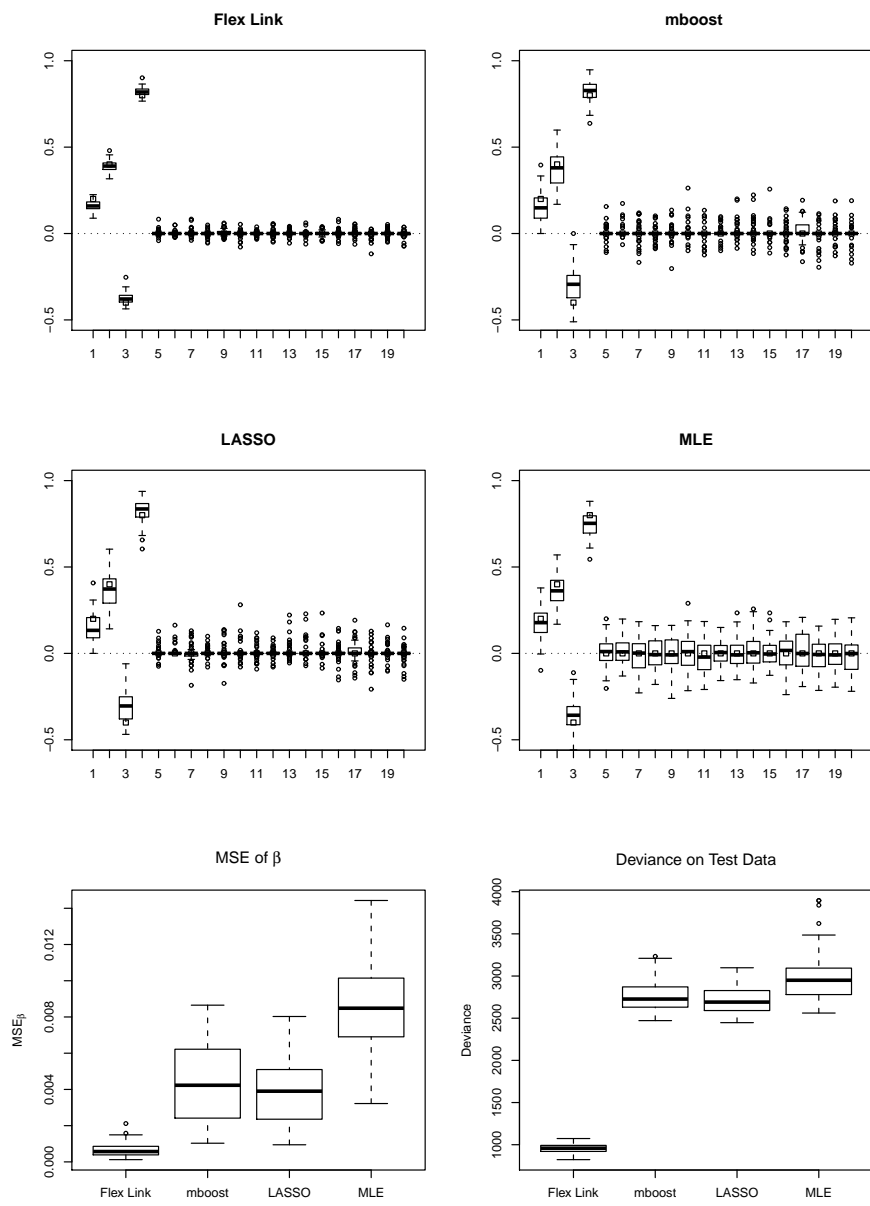 Flex Link
1.0
0.5
0.0
−0.5
1 3 5 7 9 11 13 15 17 19
mboost
1.0
0.5
0.0
−0.5
1 3 5 7 9 11 13 15 17 19
LASSO
1.0
0.5
0.0
−0.5
1 3 5 7 9 11 13 15 17 19
MLE
1.0
0.5
0.0
−0.5
1 3 5 7 9 11 13 15 17 19
MSE of β
MSEβ
0.012
0.008
0.004
0.000
Flex Link mboost LASSO MLE
Deviance on Test Data
Deviance
4000
3500
3000
2500
2000
1500
1000
Flex Link mboost LASSO MLE